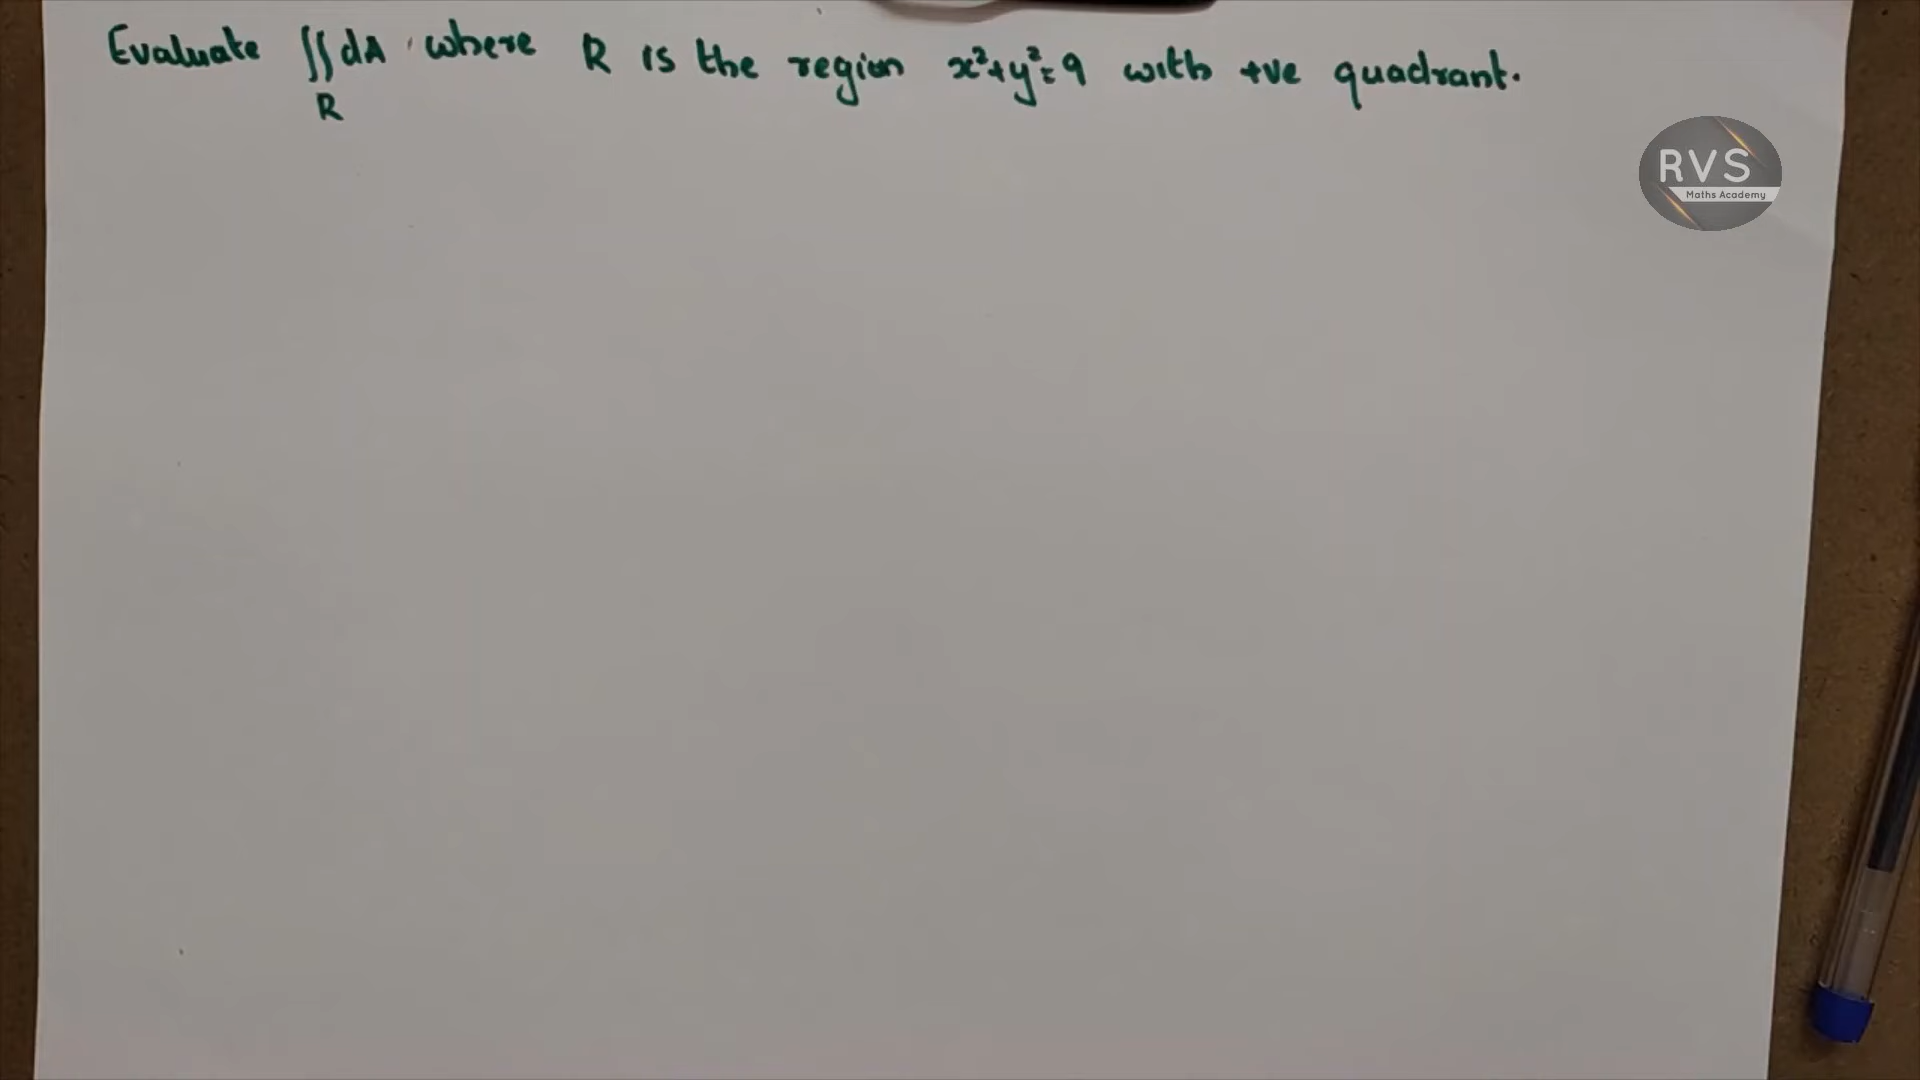 Evaluate ∬ dA where R is the region x²+y²=9 with +ve quadrant.
R
RVS
Maths Academy